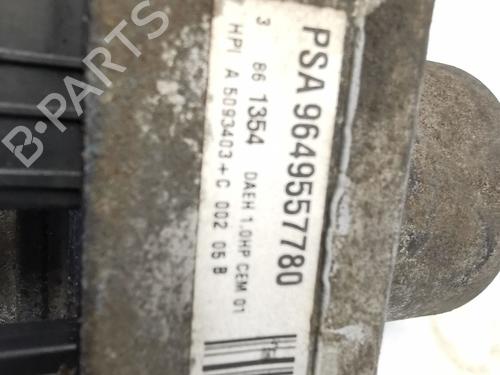 PSA 9649557780
3 86 1354 DAEH 1,0HP CEM 01
HPI A 5093403+C 002 05 B
B-PARTS